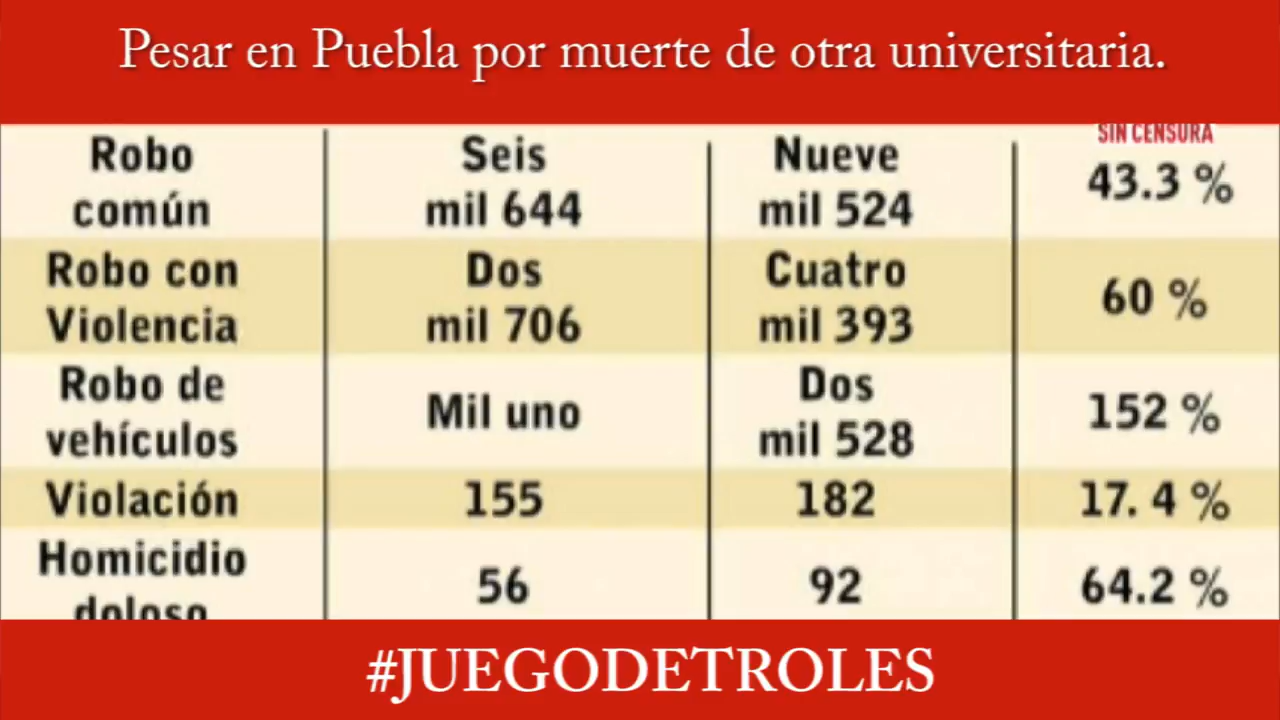 Pesar en Puebla por muerte de otra universitaria.
SIN CENSURA
Robo común
Seis mil 644
Nueve mil 524
43.3 %
Robo con Violencia
Dos mil 706
Cuatro mil 393
60 %
Robo de vehículos
Mil uno
Dos mil 528
152 %
Violación
155
182
17. 4 %
Homicidio doloso
56
92
64.2 %
#JUEGODETROLES